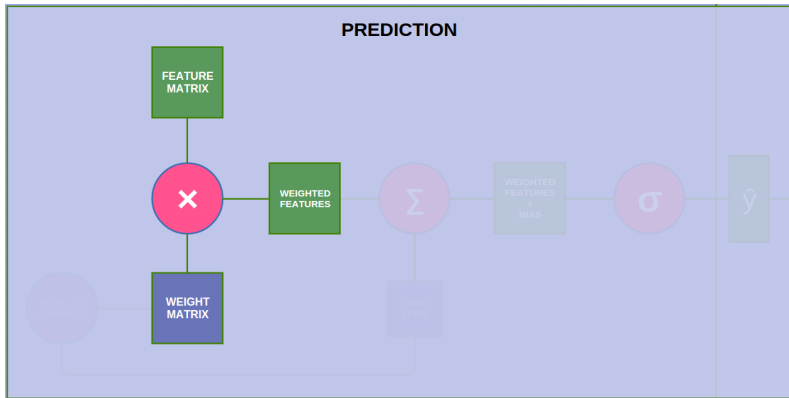 PREDICTION
FEATURE
MATRIX
×
WEIGHTED
FEATURES
Σ
WEIGHTED
FEATURES
+
BIAS
σ
ŷ
WEIGHT
MATRIX